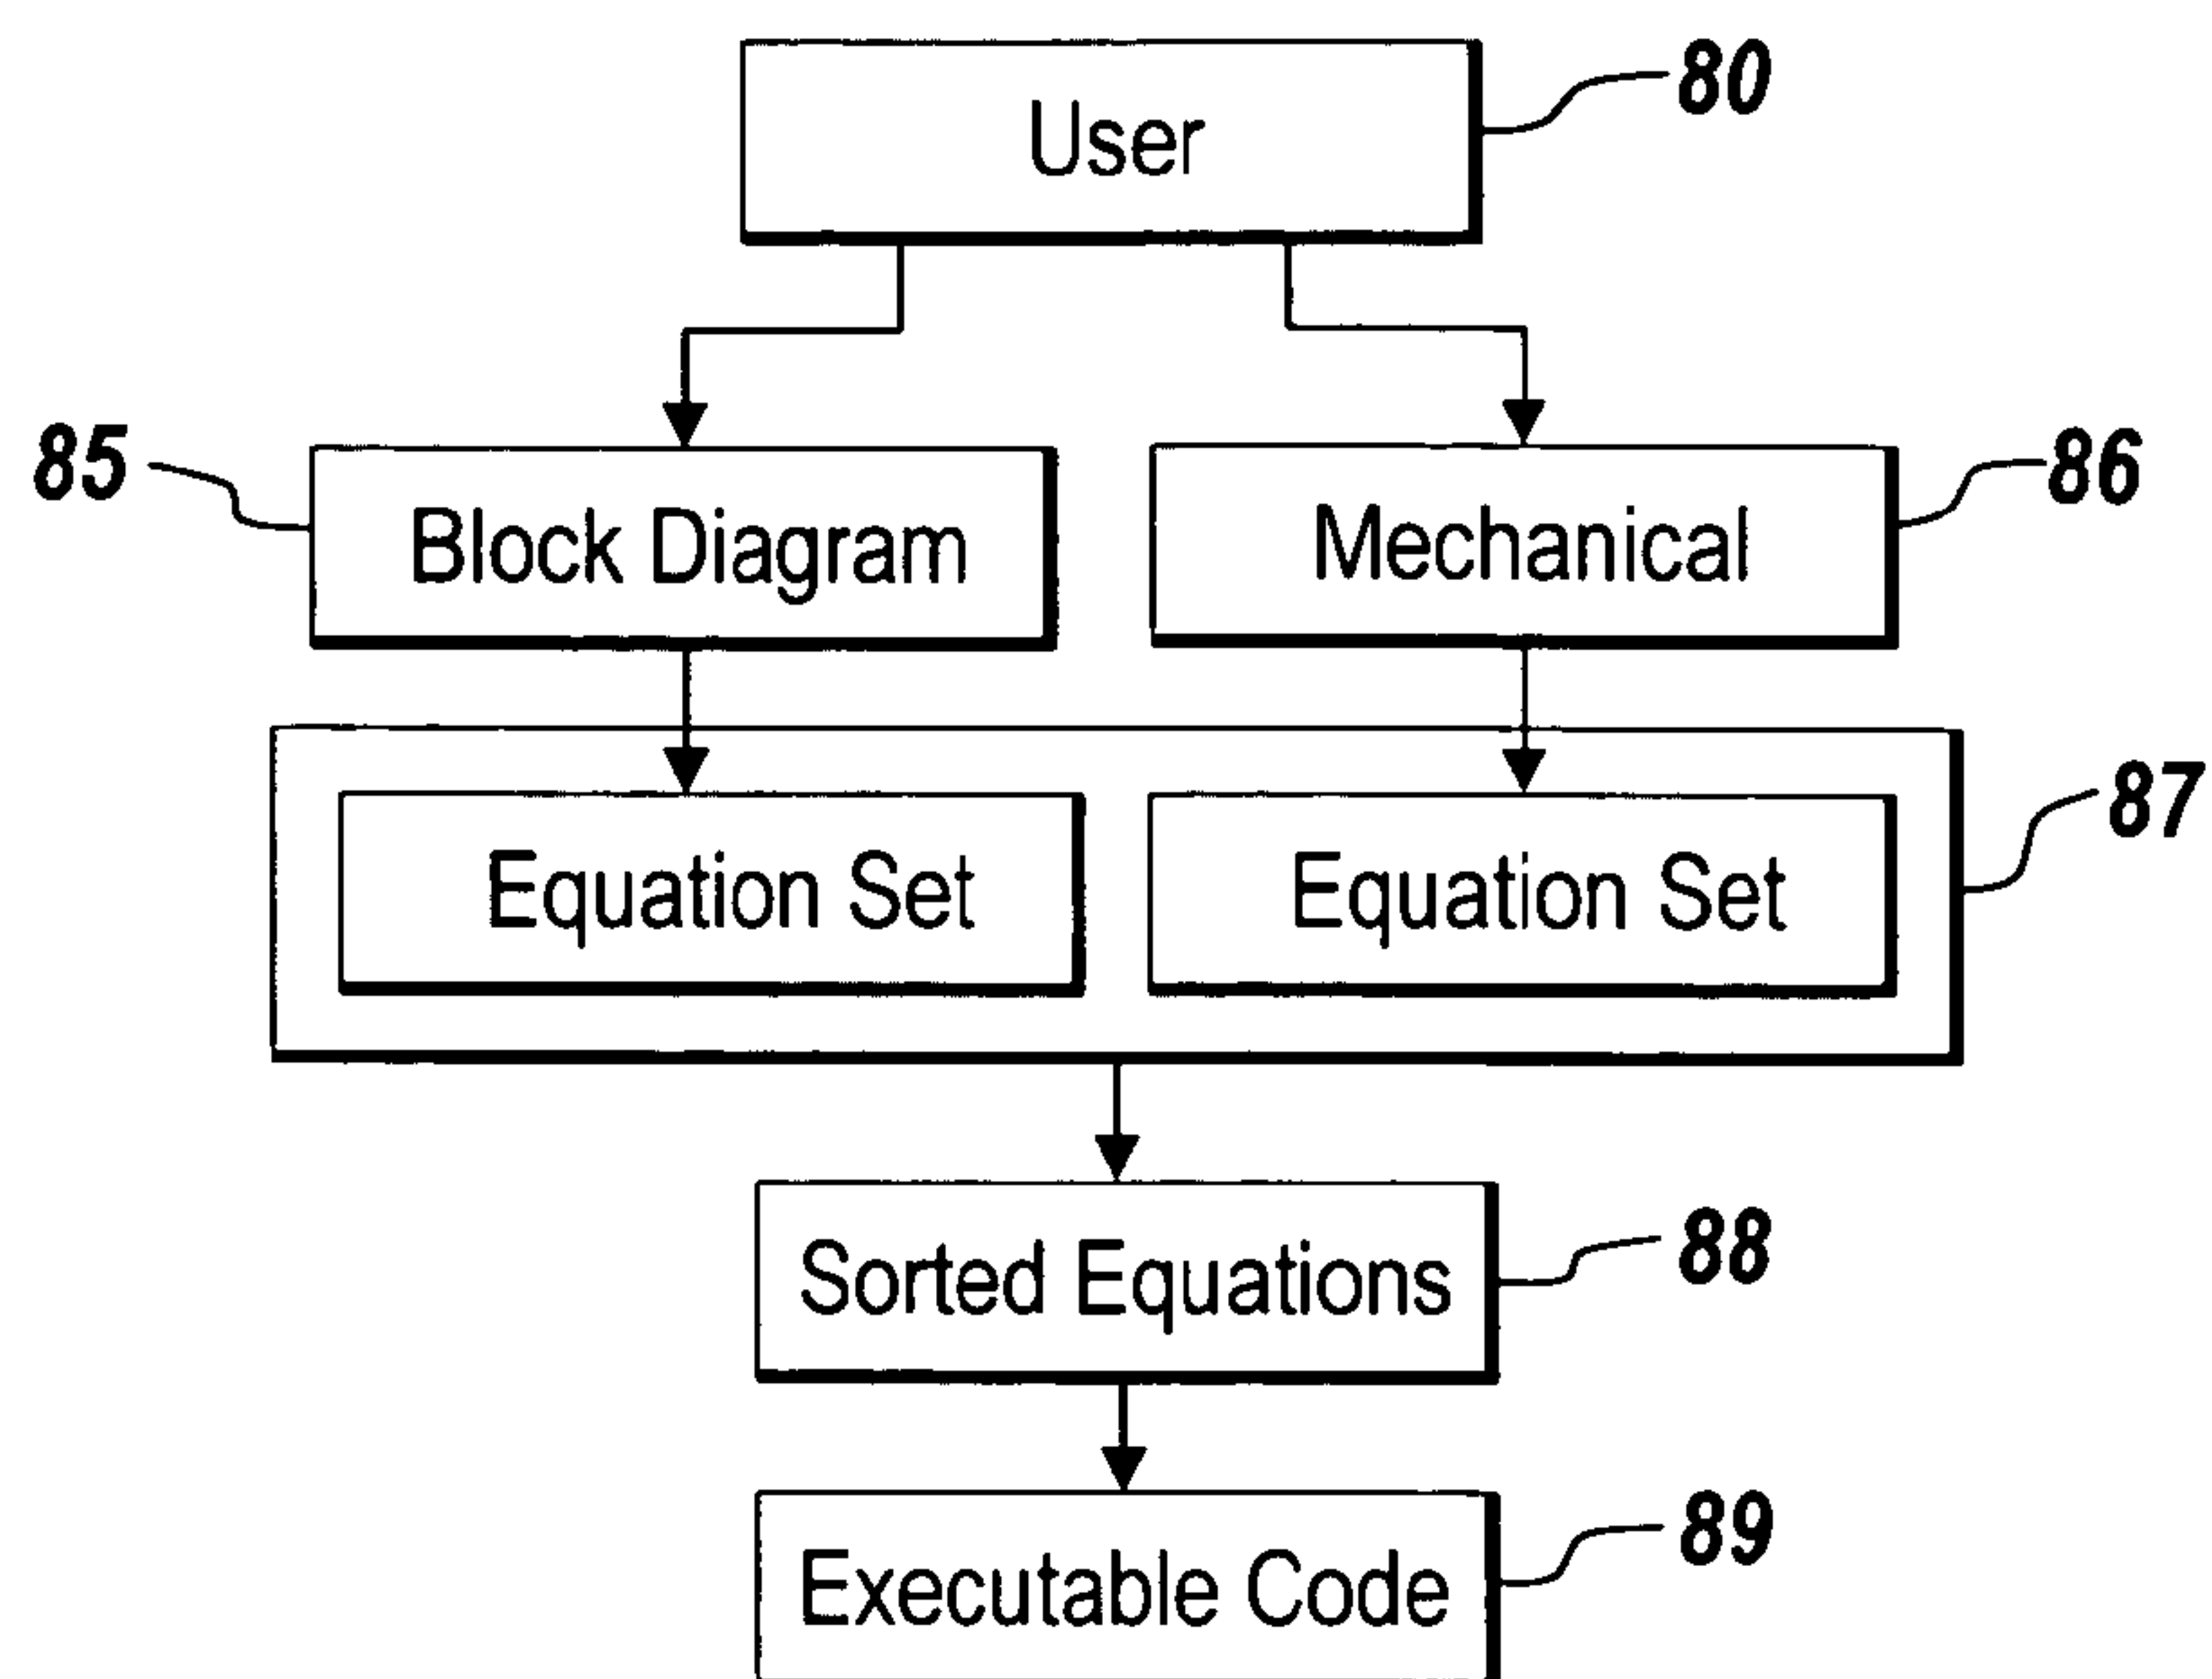 User
80
85
Block Diagram
Mechanical
86
Equation Set
Equation Set
87
Sorted Equations
88
Executable Code
89